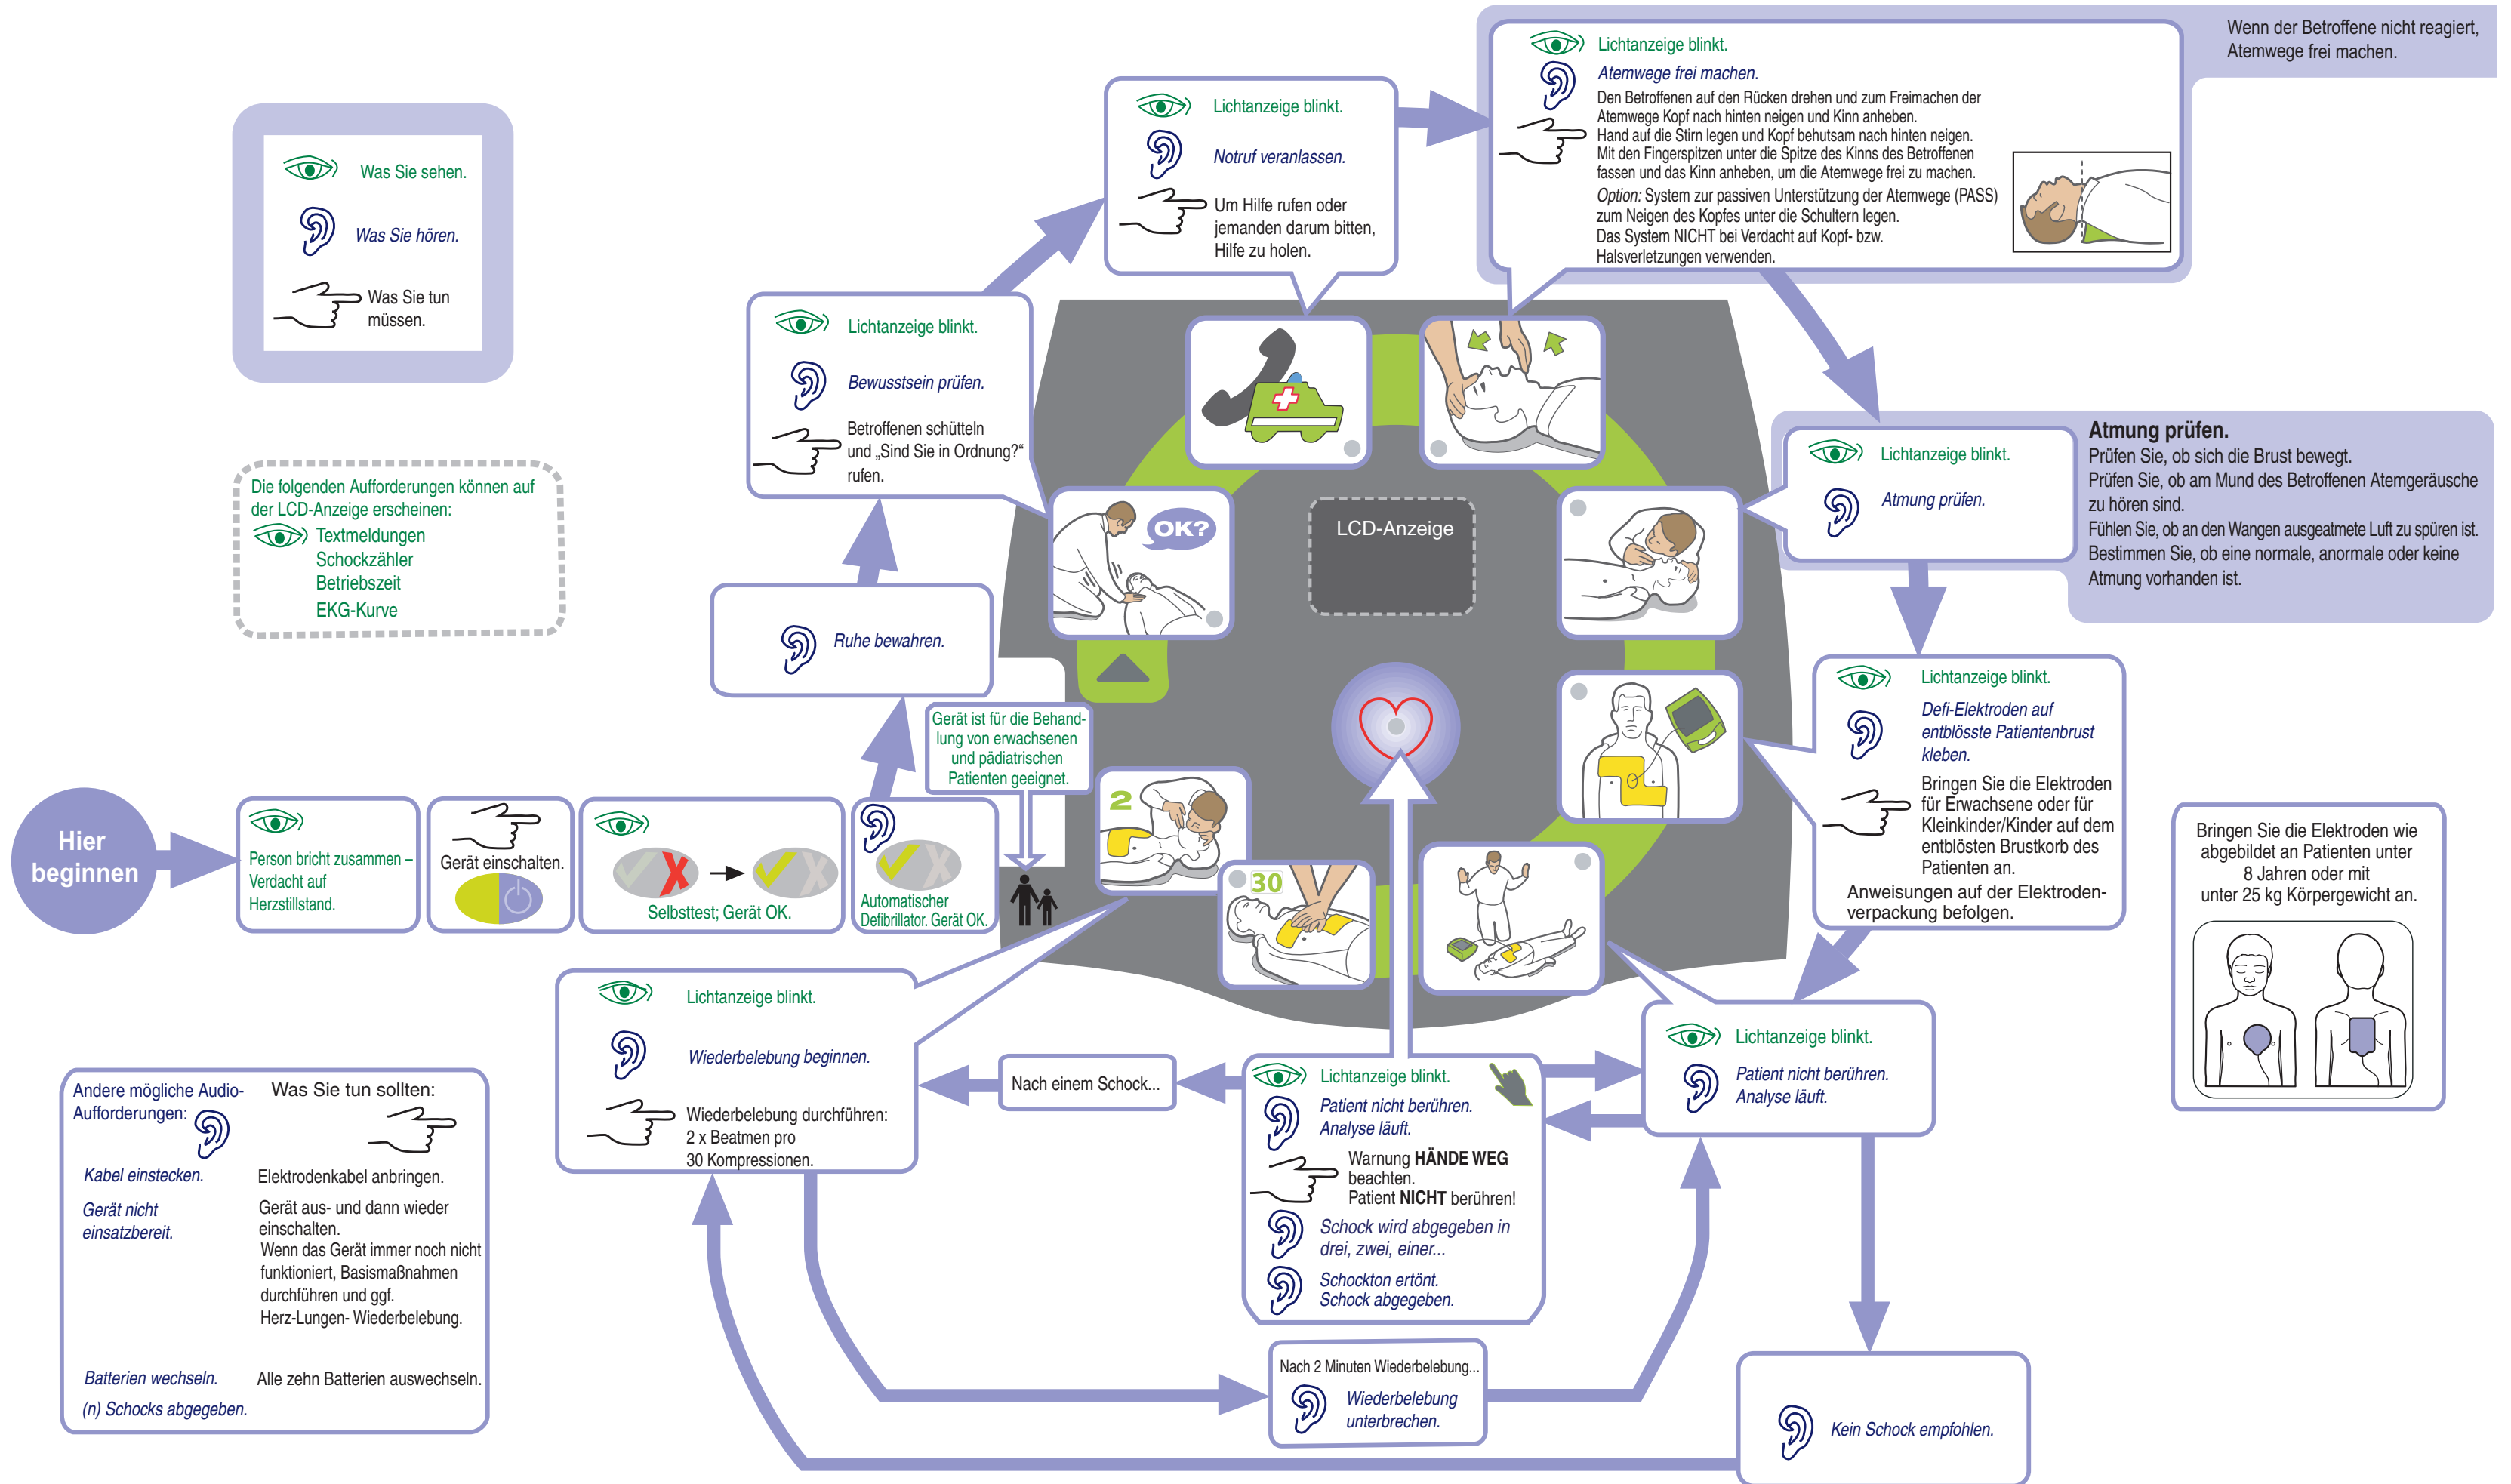 Was Sie sehen.
Was Sie hören.
Was Sie tun
müssen.
Die folgenden Aufforderungen können auf
der LCD-Anzeige erscheinen:
Textmeldungen
Schockzähler
Betriebszeit
EKG-Kurve
Hier
beginnen
Person bricht zusammen –
Verdacht auf
Herzstillstand.
Gerät einschalten.
Selbsttest; Gerät OK.
Automatischer
Defibrillator. Gerät OK.
Gerät ist für die Behand-
lung von erwachsenen
und pädiatrischen
Patienten geeignet.
Ruhe bewahren.
Lichtanzeige blinkt.
Bewusstsein prüfen.
Betroffenen schütteln
und „Sind Sie in Ordnung?“
rufen.
Lichtanzeige blinkt.
Notruf veranlassen.
Um Hilfe rufen oder
jemanden darum bitten,
Hilfe zu holen.
Lichtanzeige blinkt.
Atemwege frei machen.
Den Betroffenen auf den Rücken drehen und zum Freimachen der
Atemwege Kopf nach hinten neigen und Kinn anheben.
Hand auf die Stirn legen und Kopf behutsam nach hinten neigen.
Mit den Fingerspitzen unter die Spitze des Kinns des Betroffenen
fassen und das Kinn anheben, um die Atemwege frei zu machen.
Option: System zur passiven Unterstützung der Atemwege (PASS)
zum Neigen des Kopfes unter die Schultern legen.
Das System NICHT bei Verdacht auf Kopf- bzw.
Halsverletzungen verwenden.
Wenn der Betroffene nicht reagiert,
Atemwege frei machen.
OK?
LCD-Anzeige
2
30
Lichtanzeige blinkt.
Atmung prüfen.
Atmung prüfen.
Prüfen Sie, ob sich die Brust bewegt.
Prüfen Sie, ob am Mund des Betroffenen Atemgeräusche
zu hören sind.
Fühlen Sie, ob an den Wangen ausgeatmete Luft zu spüren ist.
Bestimmen Sie, ob eine normale, anormale oder keine
Atmung vorhanden ist.
Lichtanzeige blinkt.
Defi-Elektroden auf
entblösste Patientenbrust
kleben.
Bringen Sie die Elektroden
für Erwachsene oder für
Kleinkinder/Kinder auf dem
entblösten Brustkorb des
Patienten an.
Anweisungen auf der Elektroden-
verpackung befolgen.
Bringen Sie die Elektroden wie
abgebildet an Patienten unter
8 Jahren oder mit
unter 25 kg Körpergewicht an.
Lichtanzeige blinkt.
Patient nicht berühren.
Analyse läuft.
Lichtanzeige blinkt.
Patient nicht berühren.
Analyse läuft.
Warnung HÄNDE WEG
beachten.
Patient NICHT berühren!
Schock wird abgegeben in
drei, zwei, einer...
Schockton ertönt.
Schock abgegeben.
Nach einem Schock...
Lichtanzeige blinkt.
Wiederbelebung beginnen.
Wiederbelebung durchführen:
2 x Beatmen pro
30 Kompressionen.
Nach 2 Minuten Wiederbelebung...
Wiederbelebung
unterbrechen.
Kein Schock empfohlen.
Andere mögliche Audio-
Aufforderungen:
Was Sie tun sollten:
Kabel einstecken.
Elektrodenkabel anbringen.
Gerät nicht
einsatzbereit.
Gerät aus- und dann wieder
einschalten.
Wenn das Gerät immer noch nicht
funktioniert, Basismaßnahmen
durchführen und ggf.
Herz-Lungen- Wiederbelebung.
Batterien wechseln.
Alle zehn Batterien auswechseln.
(n) Schocks abgegeben.